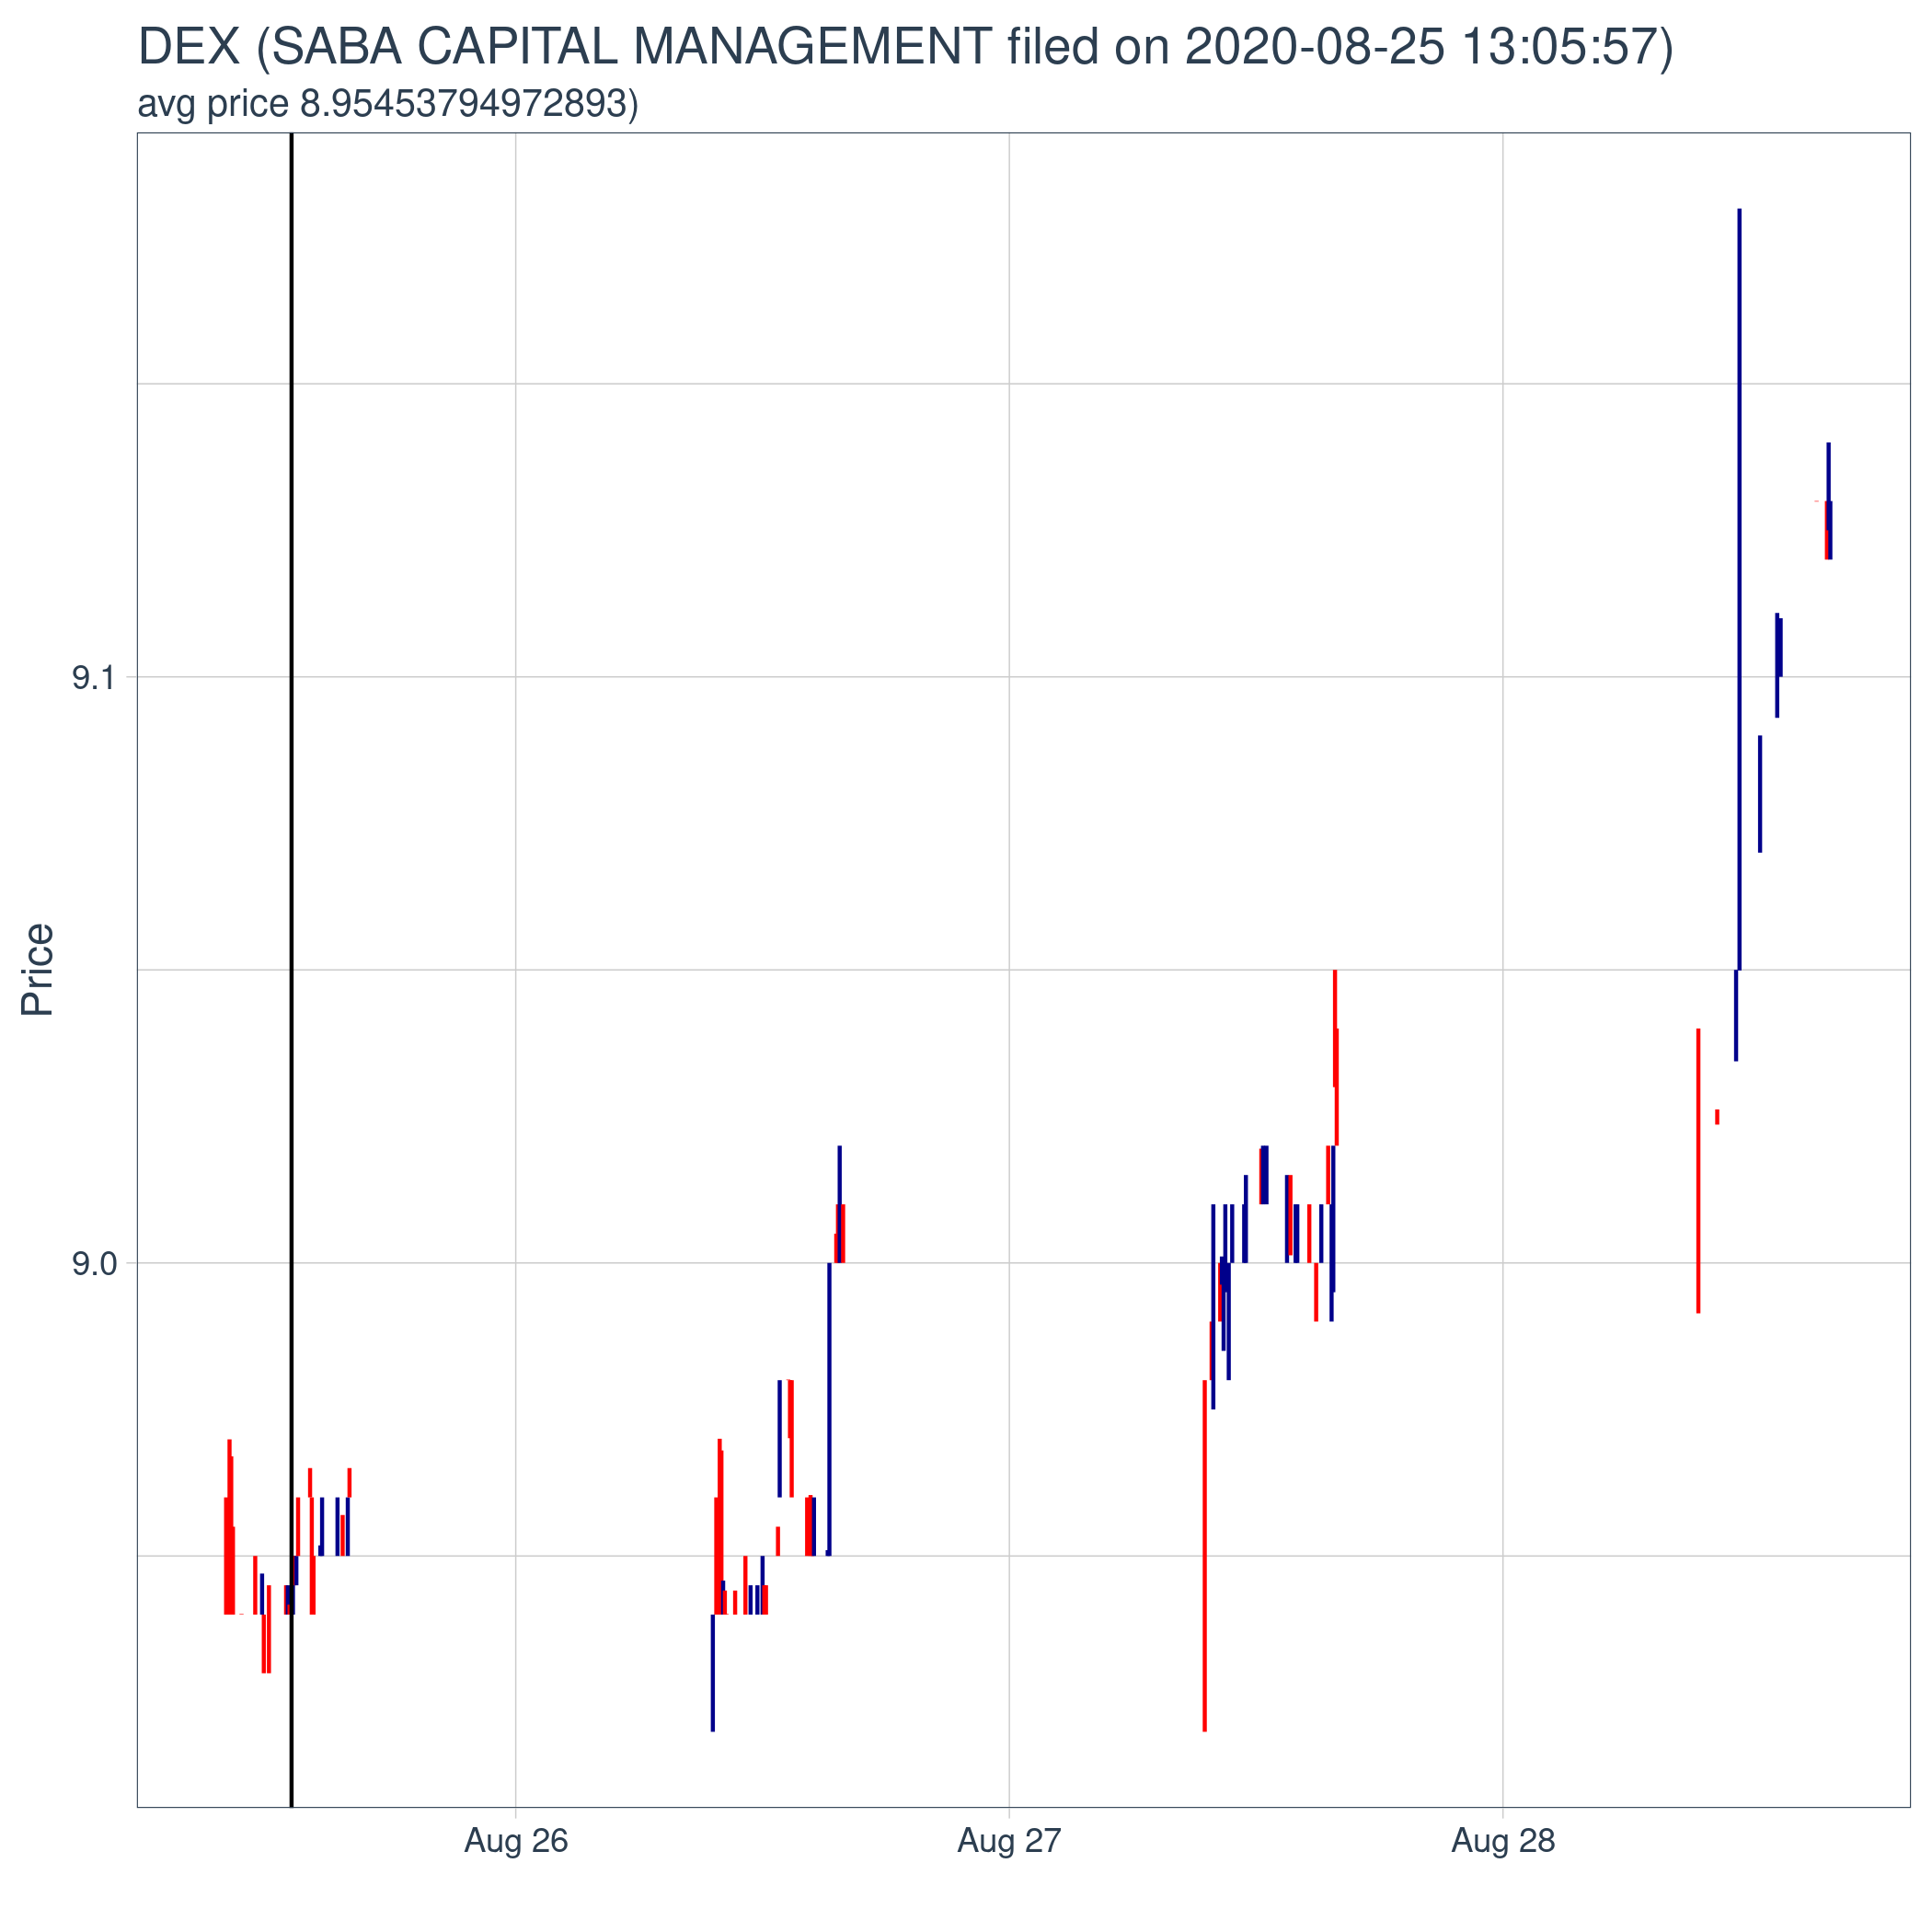 DEX (SABA CAPITAL MANAGEMENT filed on 2020-08-25 13:05:57)
avg price 8.95453794972893)
9.1
Price
9.0
Aug 26 Aug 27 Aug 28